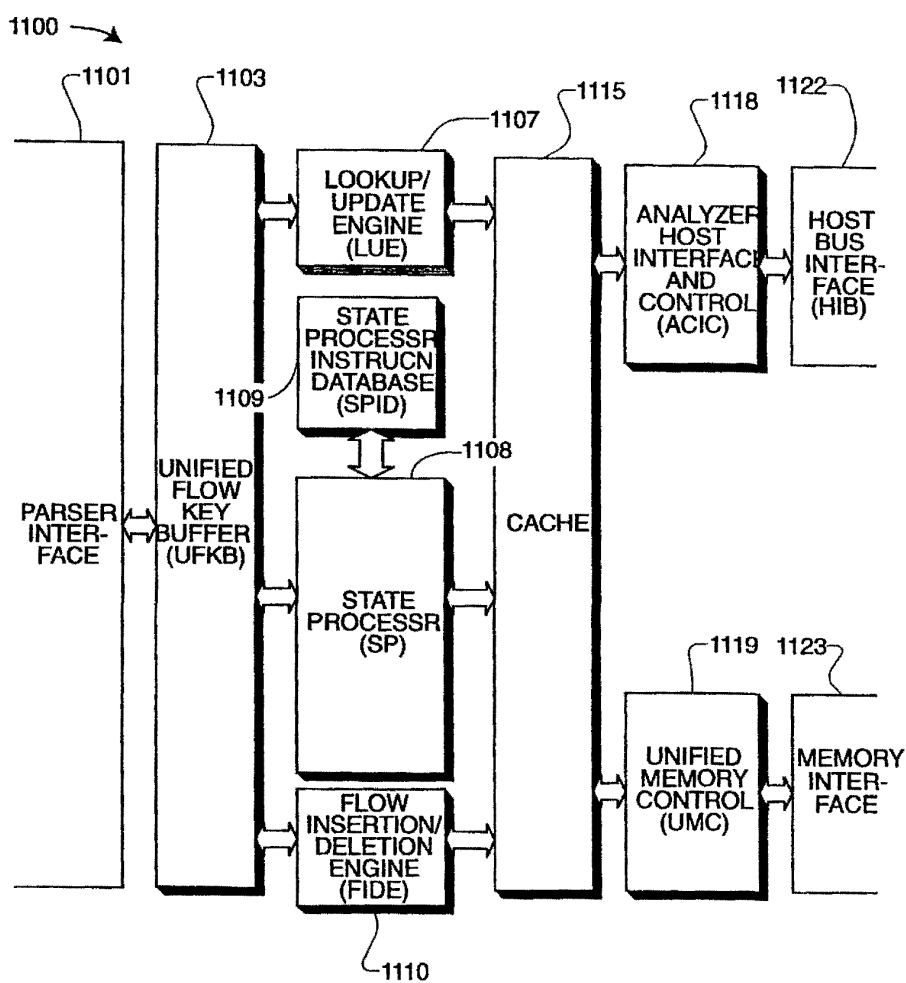 1100
1101
1103
1107
1115
1118
1122
PARSER
INTER-
FACE
UNIFIED
FLOW
KEY
BUFFER
(UFKB)
LOOKUP/
UPDATE
ENGINE
(LUE)
STATE
PROCESSR
INSTRUCN
DATABASE
(SPID)
1109
1108
STATE
PROCESSR
(SP)
FLOW
INSERTION/
DELETION
ENGINE
(FIDE)
1110
CACHE
ANALYZER
HOST
INTERFACE
AND
CONTROL
(ACIC)
HOST
BUS
INTER-
FACE
(HIB)
1119
1123
UNIFIED
MEMORY
CONTROL
(UMC)
MEMORY
INTER-
FACE